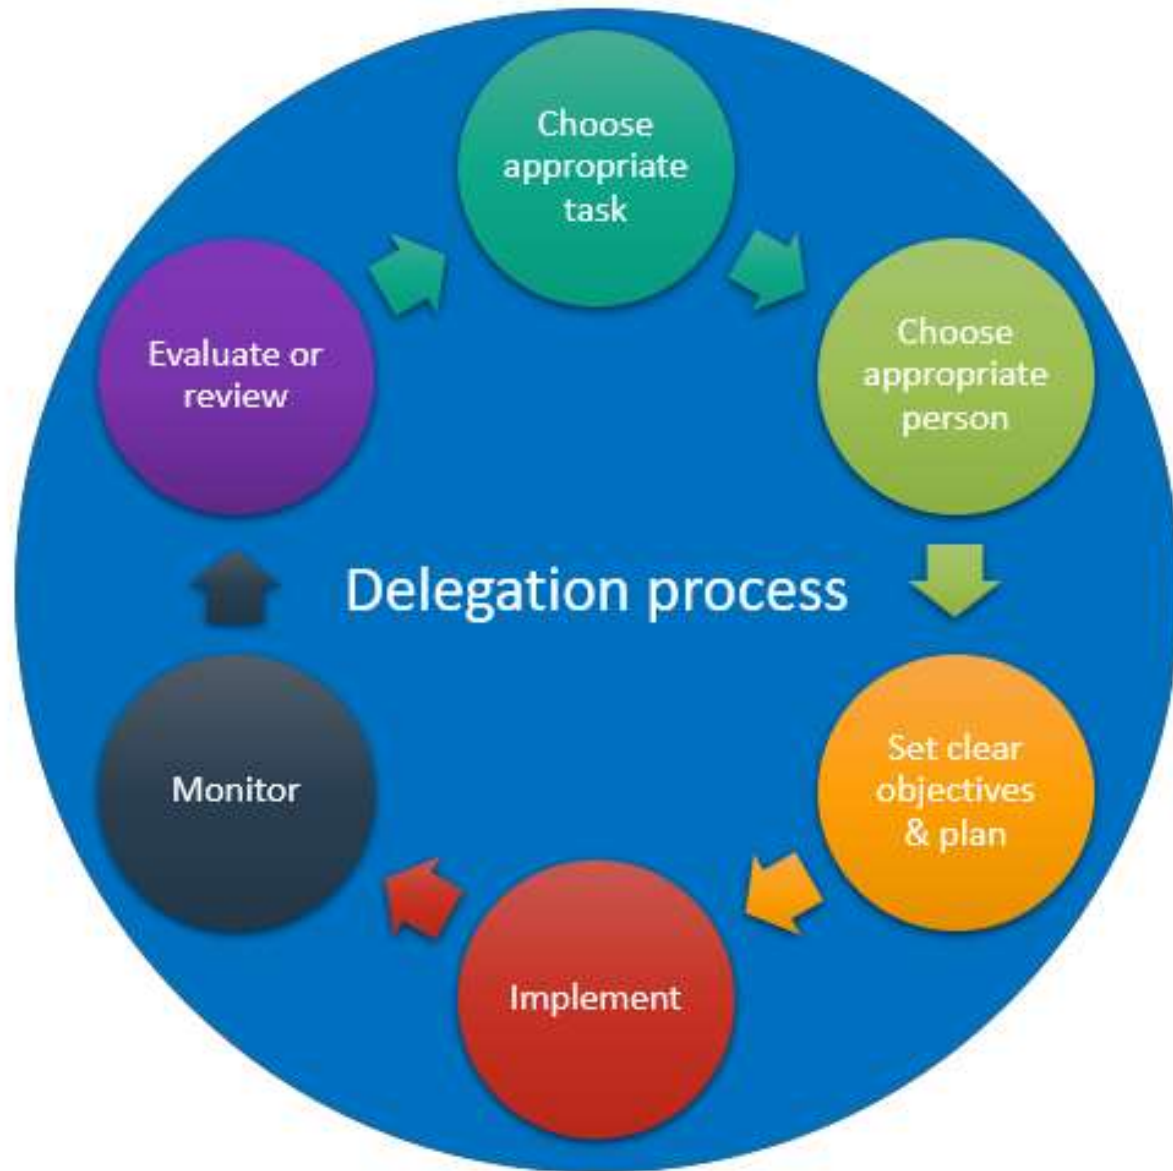 Choose
appropriate
task
Choose
appropriate
person
Set clear
objectives
& plan
Implement
Monitor
Evaluate or
review
Delegation process